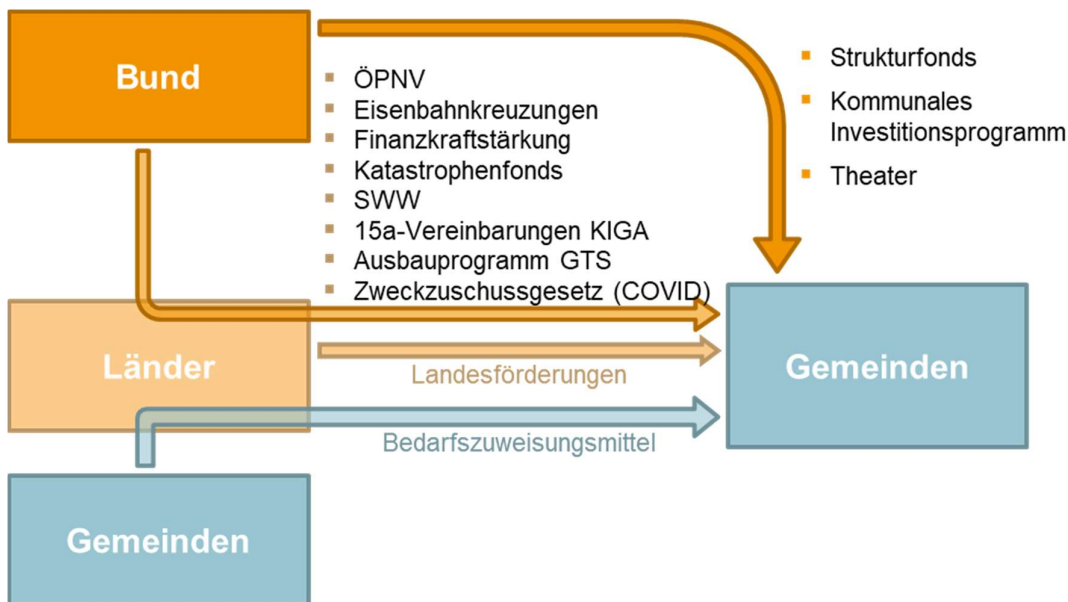 Bund
ÖPNV
Eisenbahnkreuzungen
Finanzkraftstärkung
Katastrophenfonds
SWW
15a-Vereinbarungen KIGA
Ausbauprogramm GTS
Zweckzuschussgesetz (COVID)
Strukturfonds
Kommunales
Investitionsprogramm
Theater
Länder
Landesförderungen
Gemeinden
Bedarfszuweisungsmittel
Gemeinden